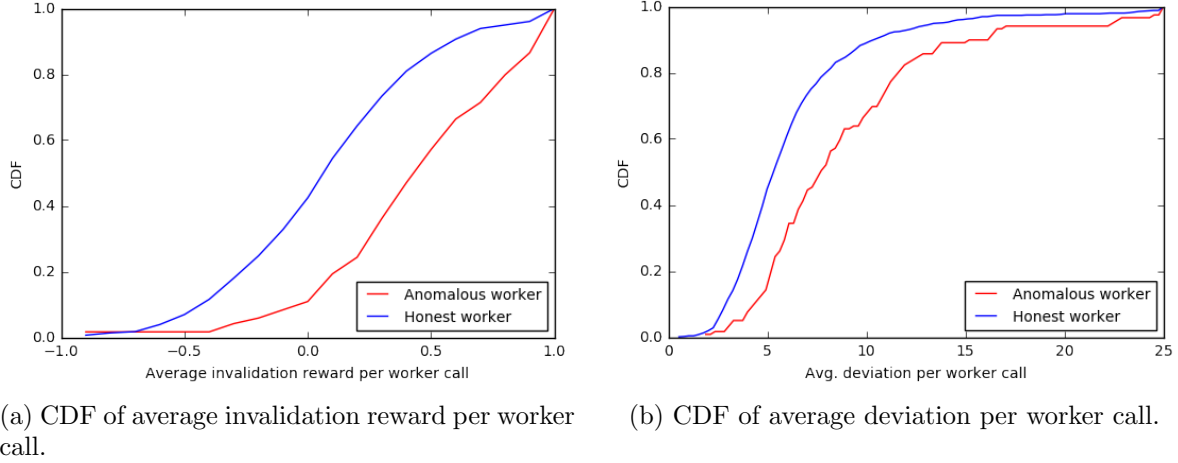 1.0
0.8
0.6
0.4
0.2
0.0
CDF
−1.0 −0.5 0.0 0.5 1.0
Average invalidation reward per worker call
Anomalous worker
Honest worker
(a) CDF of average invalidation reward per worker
call.
1.0
0.8
0.6
0.4
0.2
0.0
CDF
0 5 10 15 20 25
Avg. deviation per worker call
Anomalous worker
Honest worker
(b) CDF of average deviation per worker call.